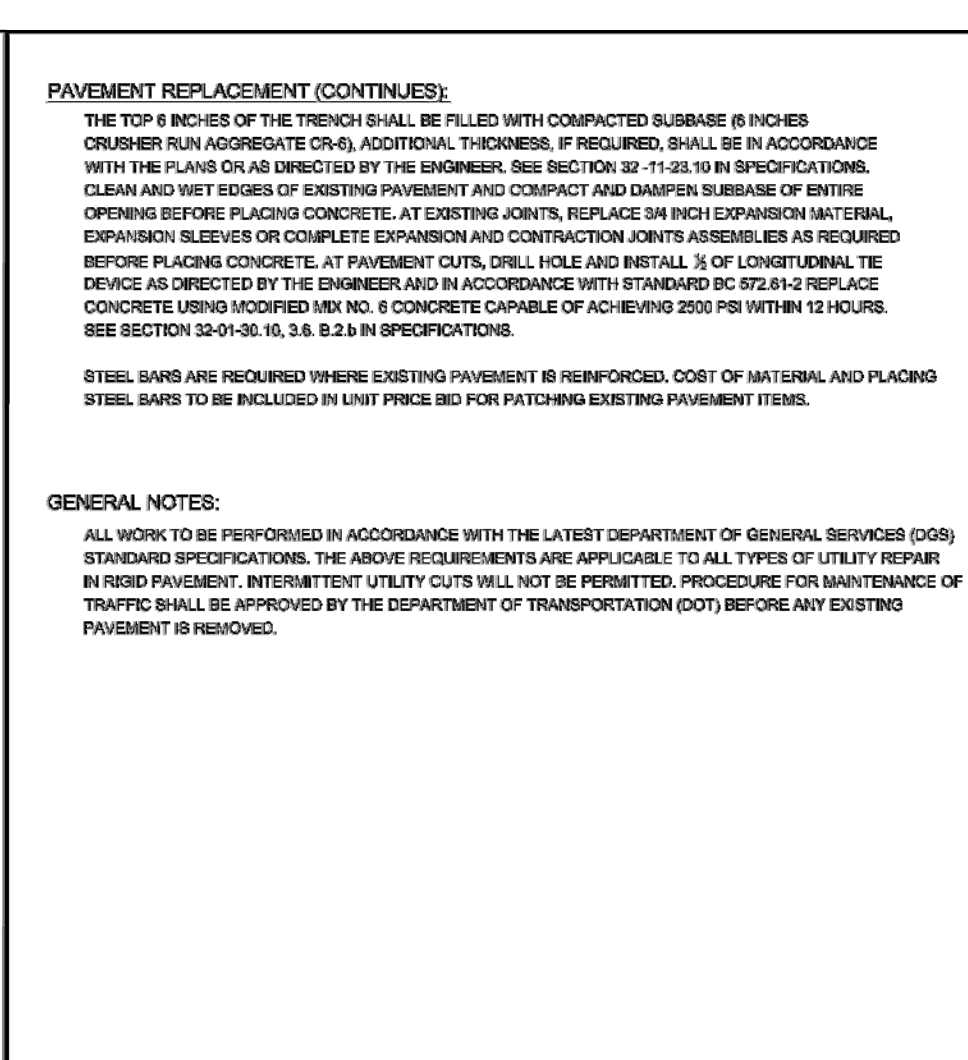 PAVEMENT REPLACEMENT (CONTINUES):
THE TOP 6 INCHES OF THE TRENCH SHALL BE FILLED WITH COMPACTED SUBBASE (6 INCHES
CRUSHER RUN AGGREGATE CR-6), ADDITIONAL THICKNESS, IF REQUIRED, SHALL BE IN ACCORDANCE
WITH THE PLANS OR AS DIRECTED BY THE ENGINEER. SEE SECTION 32 -11-23.10 IN SPECIFICATIONS.
CLEAN AND WET EDGES OF EXISTING PAVEMENT AND COMPACT AND DAMPEN SUBBASE OF ENTIRE
OPENING BEFORE PLACING CONCRETE. AT EXISTING JOINTS, REPLACE 3/4 INCH EXPANSION MATERIAL,
EXPANSION SLEEVES OR COMPLETE EXPANSION AND CONTRACTION JOINTS ASSEMBLIES AS REQUIRED
BEFORE PLACING CONCRETE. AT PAVEMENT CUTS, DRILL HOLE AND INSTALL ½ OF LONGITUDINAL TIE
DEVICE AS DIRECTED BY THE ENGINEER AND IN ACCORDANCE WITH STANDARD BC 572.61-2 REPLACE
CONCRETE USING MODIFIED MIX NO. 6 CONCRETE CAPABLE OF ACHIEVING 2500 PSI WITHIN 12 HOURS.
SEE SECTION 32-01-30.10, 3.6. B.2.b IN SPECIFICATIONS.
STEEL BARS ARE REQUIRED WHERE EXISTING PAVEMENT IS REINFORCED. COST OF MATERIAL AND PLACING
STEEL BARS TO BE INCLUDED IN UNIT PRICE BID FOR PATCHING EXISTING PAVEMENT ITEMS.
GENERAL NOTES:
ALL WORK TO BE PERFORMED IN ACCORDANCE WITH THE LATEST DEPARTMENT OF GENERAL SERVICES (DGS)
STANDARD SPECIFICATIONS. THE ABOVE REQUIREMENTS ARE APPLICABLE TO ALL TYPES OF UTILITY REPAIR
IN RIGID PAVEMENT. INTERMITTENT UTILITY CUTS WILL NOT BE PERMITTED. PROCEDURE FOR MAINTENANCE OF
TRAFFIC SHALL BE APPROVED BY THE DEPARTMENT OF TRANSPORTATION (DOT) BEFORE ANY EXISTING
PAVEMENT IS REMOVED.